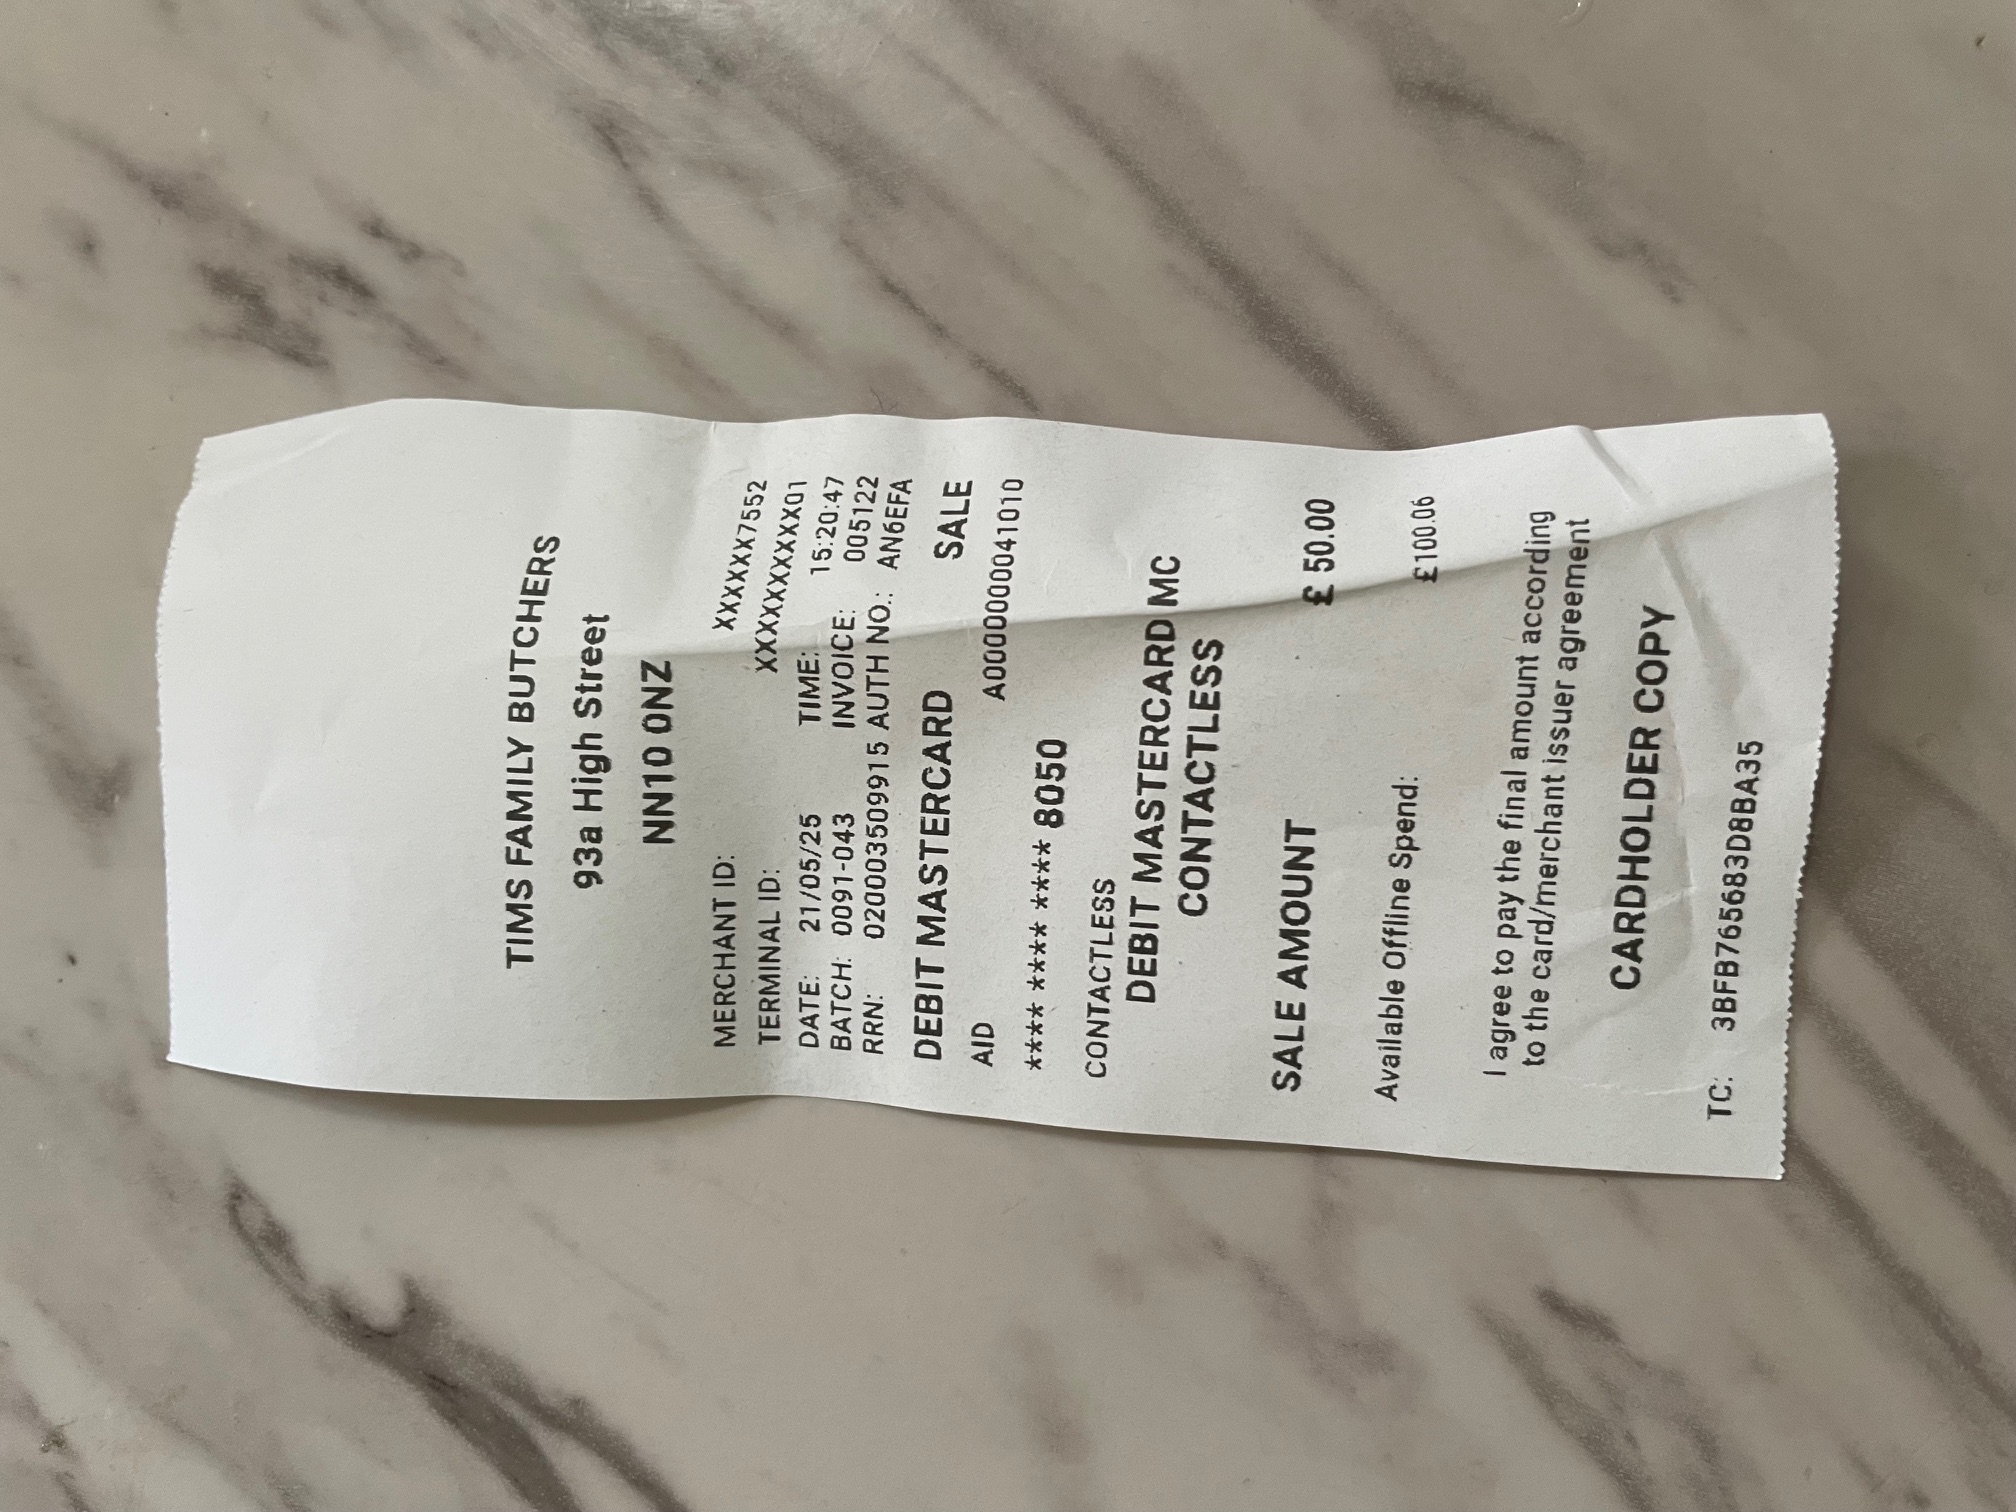 TIMS FAMILY BUTCHERS
93a High Street
NN10 0NZ
MERCHANT ID: XXXXXX7552
TERMINAL ID: XXXXXXXXXX01
DATE: 21/05/25 TIME: 15:20:47
BATCH: 0091-043 INVOICE: 005122
RRN: 020003509915 AUTH NO.: AN6EFA
DEBIT MASTERCARD SALE
AID A0000000041010
**** **** **** 8050
CONTACTLESS
DEBIT MASTERCARD MC
CONTACTLESS
SALE AMOUNT £ 50.00
Available Offline Spend: £100.06
I agree to pay the final amount according
to the card/merchant issuer agreement
CARDHOLDER COPY
TC: 3BFB765683D8BA35